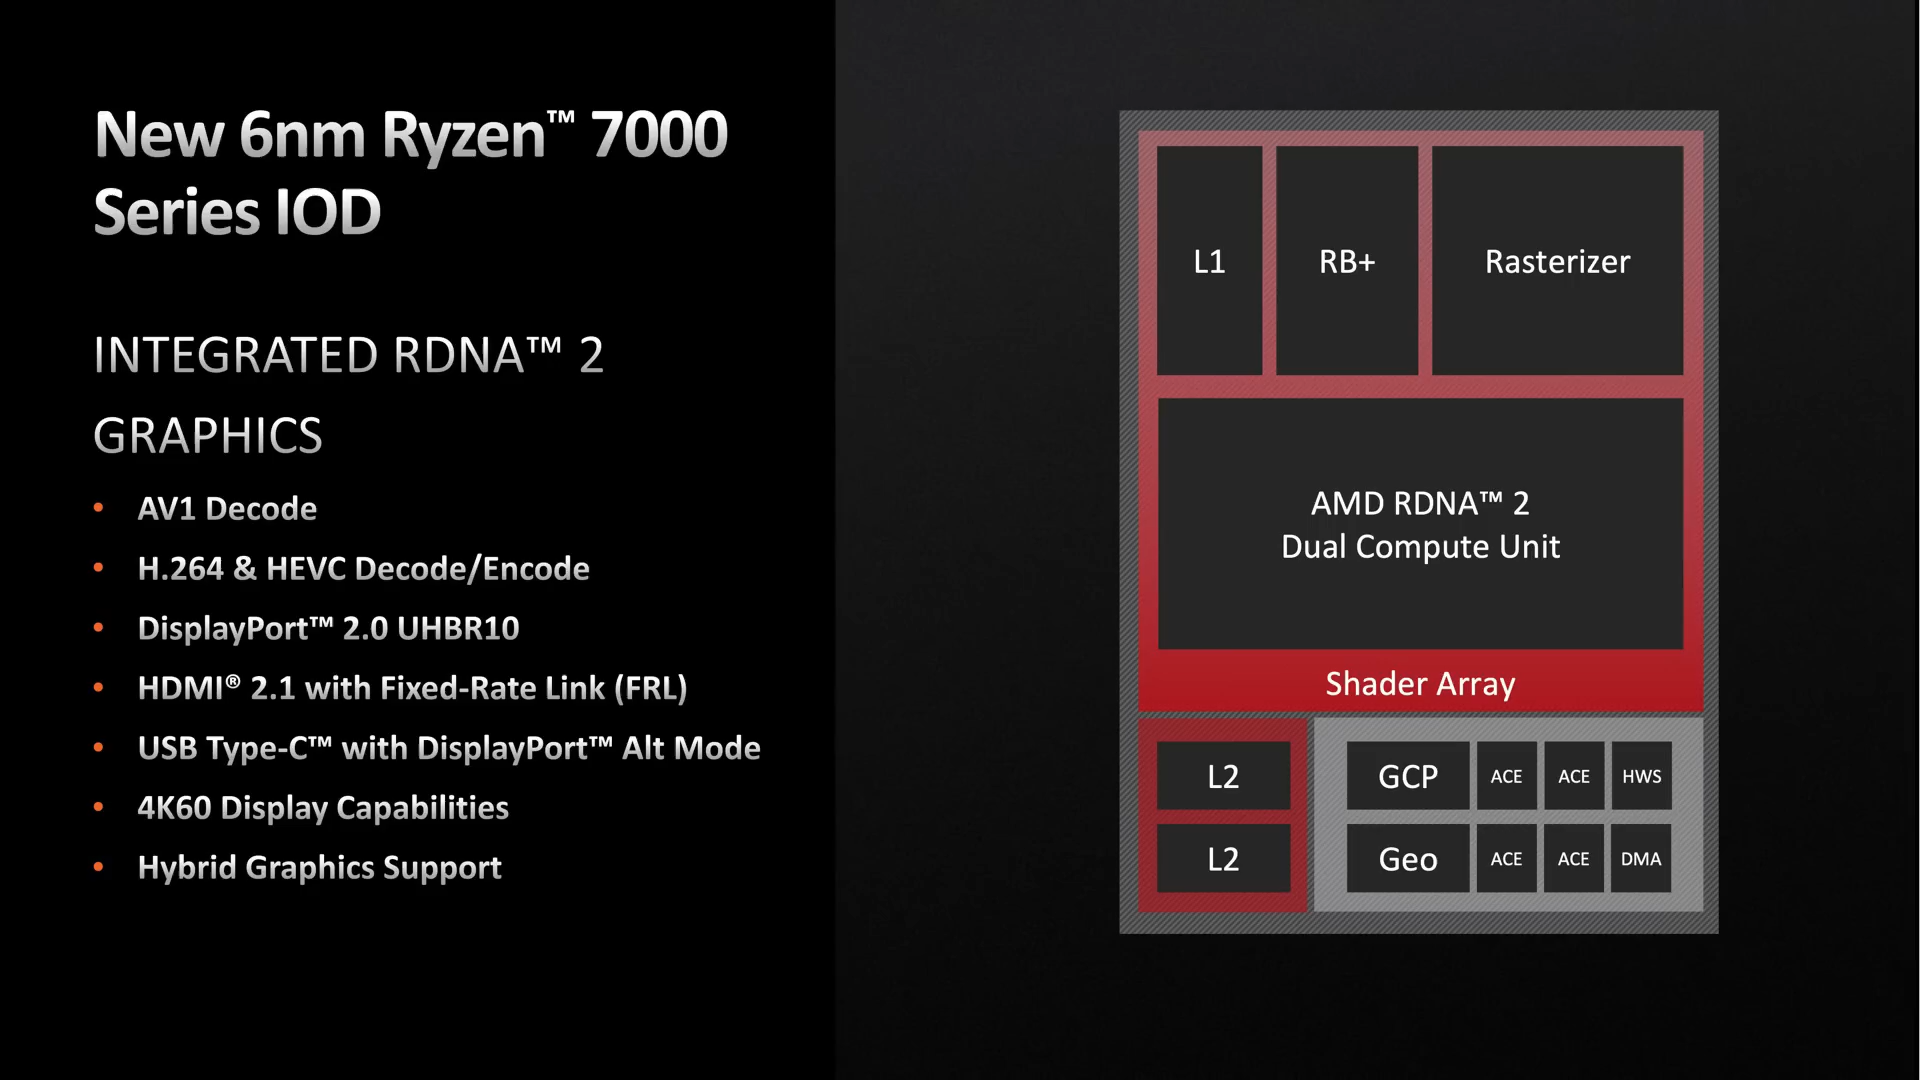 New 6nm Ryzen™ 7000
Series IOD
INTEGRATED RDNA™ 2
GRAPHICS
• AV1 Decode
• H.264 & HEVC Decode/Encode
• DisplayPort™ 2.0 UHBR10
• HDMI® 2.1 with Fixed-Rate Link (FRL)
• USB Type-C™ with DisplayPort™ Alt Mode
• 4K60 Display Capabilities
• Hybrid Graphics Support
L1 RB+ Rasterizer
AMD RDNA™ 2
Dual Compute Unit
Shader Array
L2 GCP ACE ACE HWS
L2 Geo ACE ACE DMA